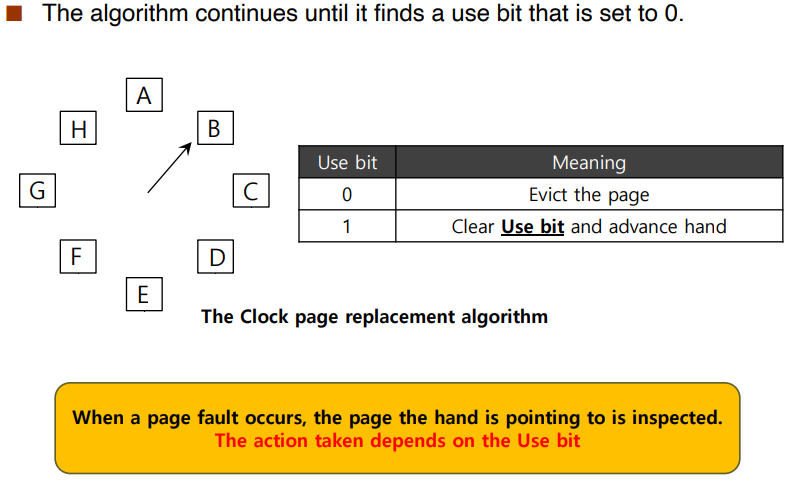 The algorithm continues until it finds a use bit that is set to 0.
A
H
B
G
C
F
D
E
Use bit Meaning
0 Evict the page
1 Clear Use bit and advance hand
The Clock page replacement algorithm
When a page fault occurs, the page the hand is pointing to is inspected.
The action taken depends on the Use bit